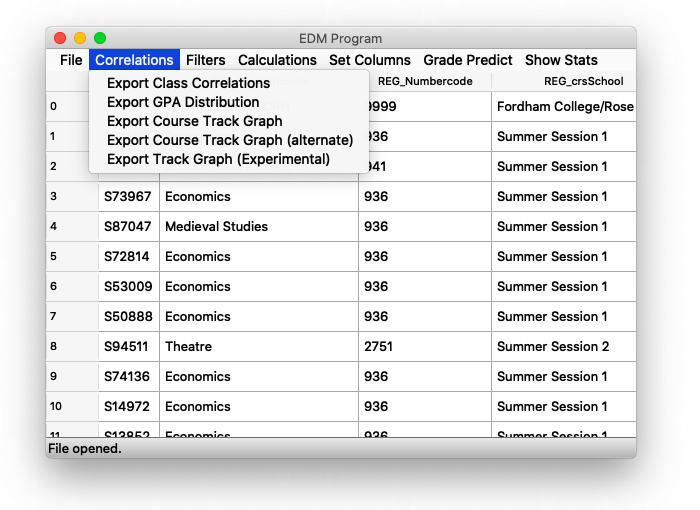 EDM Program
File Correlations Filters Calculations Set Columns Grade Predict Show Stats
REG_Numbercode REG_crsSchool
Export Class Correlations
Export GPA Distribution
Export Course Track Graph
Export Course Track Graph (alternate)
Export Track Graph (Experimental)
0 9999 Fordham College/Rose
1 936 Summer Session 1
2 941 Summer Session 1
3 S73967 Economics 936 Summer Session 1
4 S87047 Medieval Studies 936 Summer Session 1
5 S72814 Economics 936 Summer Session 1
6 S53009 Economics 936 Summer Session 1
7 S50888 Economics 936 Summer Session 1
8 S94511 Theatre 2751 Summer Session 2
9 S74136 Economics 936 Summer Session 1
10 S14972 Economics 936 Summer Session 1
11 S13852 Economics 936 Summer Session 1
File opened.